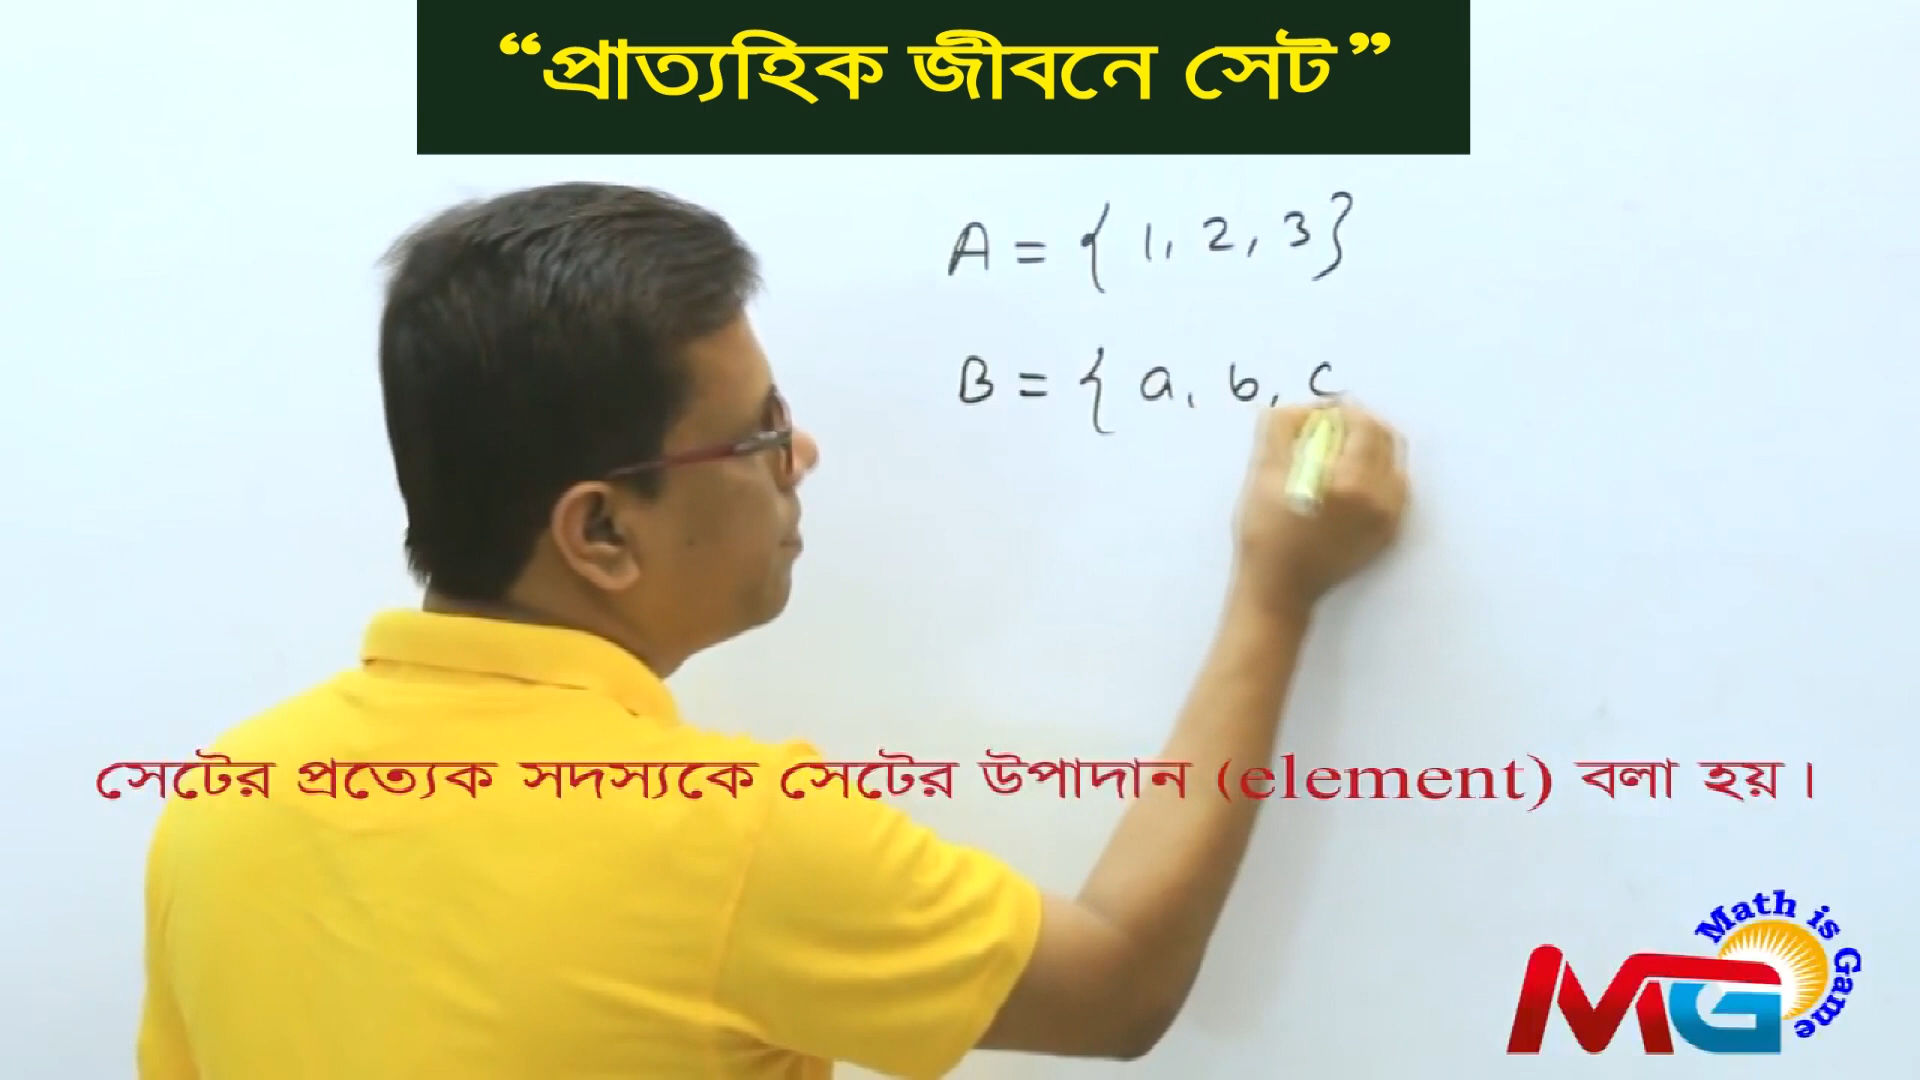 “প্রাত্যহিক জীবনে সেট”
A = { 1, 2, 3}
B = { a, b, c
সেটের প্রত্যেক সদস্যকে সেটের উপাদান (element) বলা হয়।
Math is Game
MG